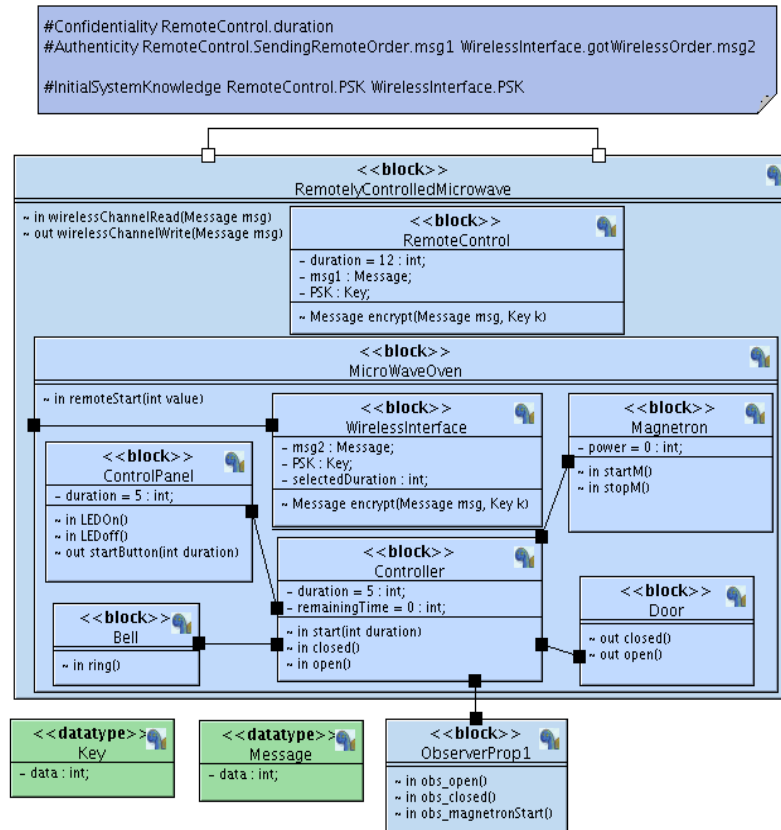 #Confidentiality RemoteControl.duration
#Authenticity RemoteControl.SendingRemoteOrder.msg1 WirelessInterface.gotWirelessOrder.msg2
#InitialSystemKnowledge RemoteControl.PSK WirelessInterface.PSK
<<block>>
RemotelyControlledMicrowave
~ in wirelessChannelRead(Message msg)
~ out wirelessChannelWrite(Message msg)
<<block>>
RemoteControl
- duration = 12 : int;
- msg1 : Message;
- PSK : Key;
~ Message encrypt(Message msg, Key k)
<<block>>
MicroWaveOven
~ in remoteStart(int value)
<<block>>
WirelessInterface
- msg2 : Message;
- PSK : Key;
- selectedDuration : int;
~ Message encrypt(Message msg, Key k)
<<block>>
Magnetron
- power = 0 : int;
~ in startM()
~ in stopM()
<<block>>
ControlPanel
- duration = 5 : int;
~ in LEDOn()
~ in LEDoff()
~ out startButton(int duration)
<<block>>
Controller
- duration = 5 : int;
- remainingTime = 0 : int;
~ in start(int duration)
~ in closed()
~ in open()
<<block>>
Door
~ out closed()
~ out open()
<<block>>
Bell
~ in ring()
<<datatype>>
Key
- data : int;
<<datatype>>
Message
- data : int;
<<block>>
ObserverProp1
~ in obs_open()
~ in obs_closed()
~ in obs_magnetronStart()